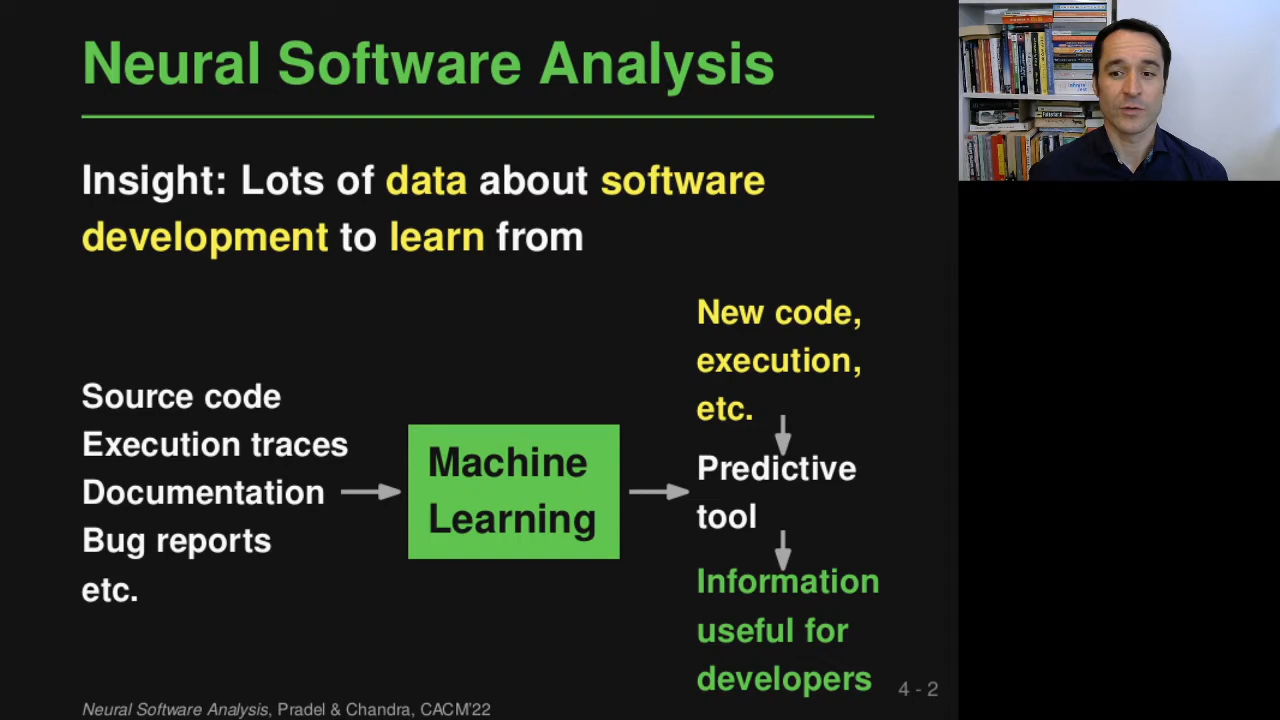 Neural Software Analysis
Insight: Lots of data about software
development to learn from
Source code
Execution traces
Documentation
Bug reports
etc.
Machine
Learning
New code,
execution,
etc.
Predictive
tool
Information
useful for
developers
4 - 2
Neural Software Analysis, Pradel & Chandra, CACM'22